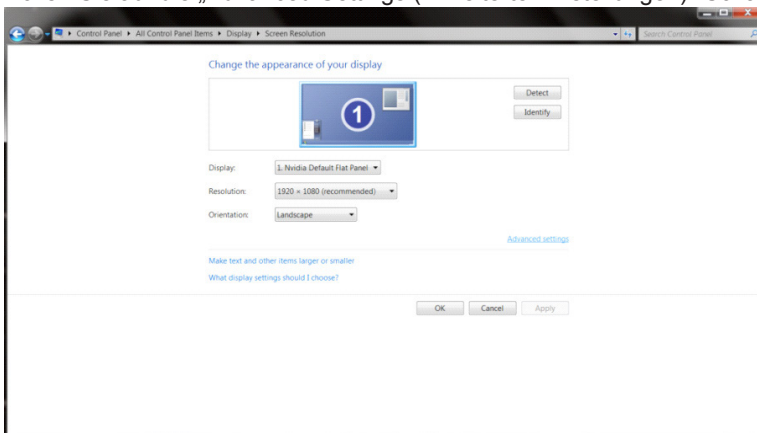 Control Panel ▸ All Control Panel Items ▸ Display ▸ Screen Resolution
Search Control Panel
Change the appearance of your display
1
Detect
Identify
Display: 1. Nvidia Default Flat Panel
Resolution: 1920 × 1080 (recommended)
Orientation: Landscape
Advanced settings
Make text and other items larger or smaller
What display settings should I choose?
OK Cancel Apply